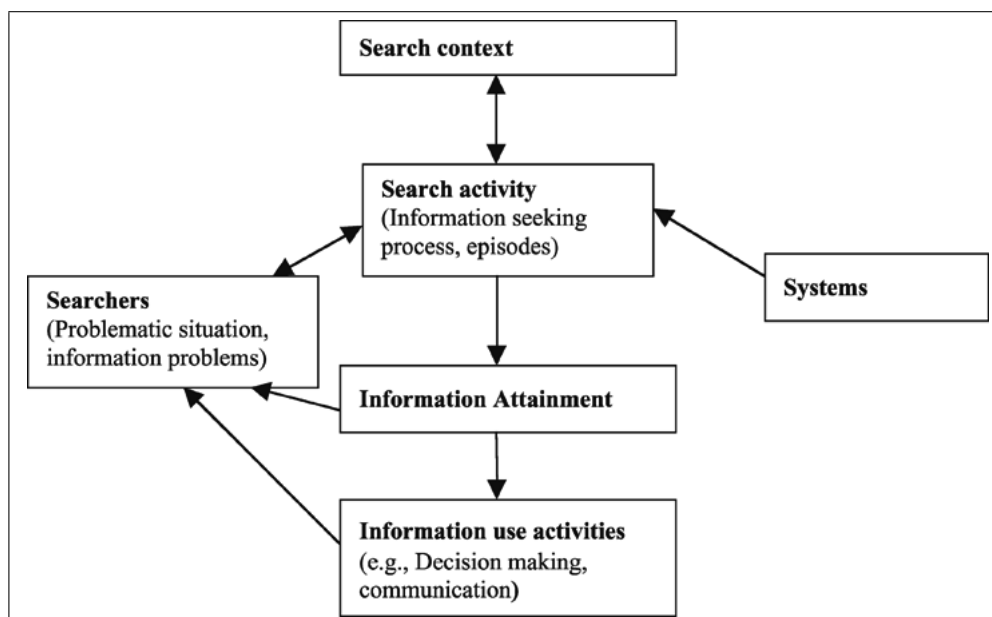 Search context
Search activity
(Information seeking
process, episodes)
Systems
Searchers
(Problematic situation,
information problems)
Information Attainment
Information use activities
(e.g., Decision making,
communication)